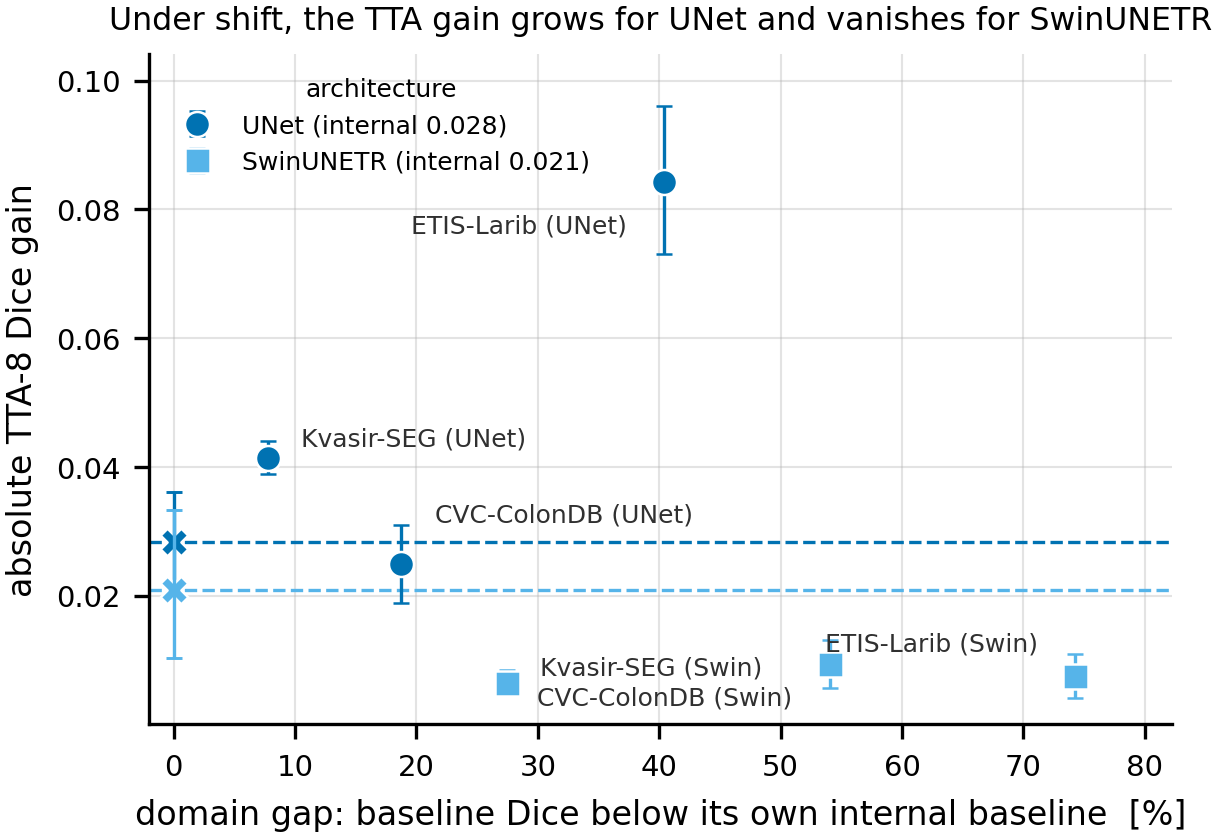 Under shift, the TTA gain grows for UNet and vanishes for SwinUNETR
absolute TTA-8 Dice gain
0.10
0.08
0.06
0.04
0.02
architecture
UNet (internal 0.028)
SwinUNETR (internal 0.021)
ETIS-Larib (UNet)
Kvasir-SEG (UNet)
CVC-ColonDB (UNet)
ETIS-Larib (Swin)
Kvasir-SEG (Swin)
CVC-ColonDB (Swin)
0 10 20 30 40 50 60 70 80
domain gap: baseline Dice below its own internal baseline [%]